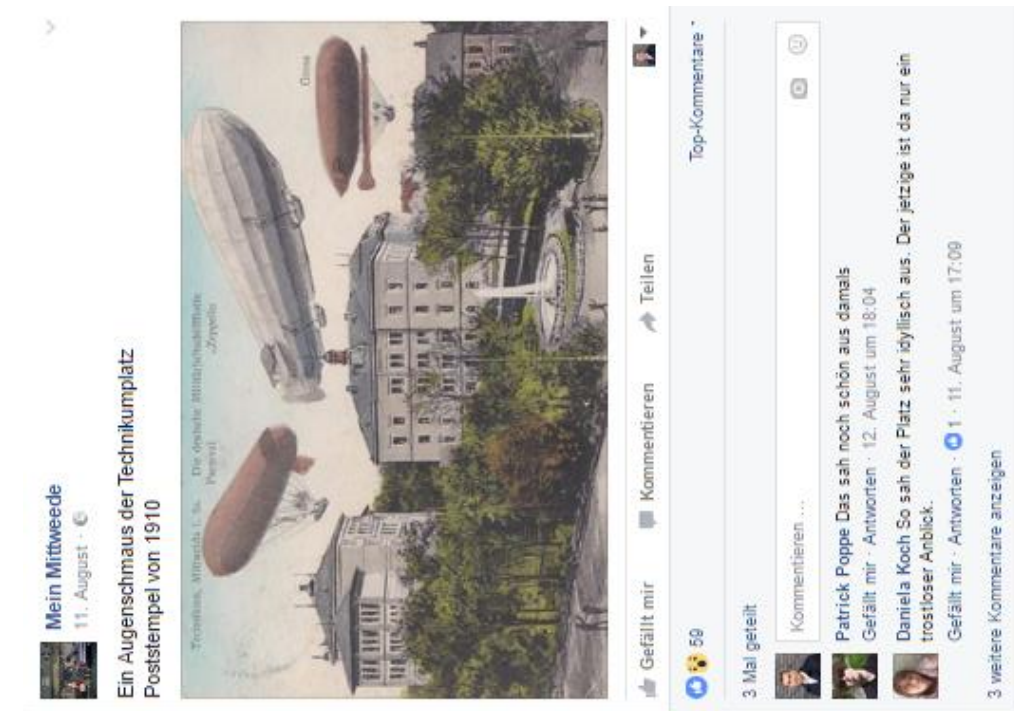 Mein Mittweede
11. August ·
Ein Augenschmaus der Technikumplatz
Poststempel von 1910
Technikum, Mittweida i. Sa. Die deutsche Militärluftschifflotte
Parseval „Zeppelin
Gross
Gefällt mir Kommentieren Teilen
59 Top-Kommentare
3 Mal geteilt
Kommentieren ...
Patrick Poppe Das sah noch schön aus damals
Gefällt mir · Antworten · 12. August um 18:04
Daniela Koch So sah der Platz sehr idyllisch aus. Der jetzige ist da nur ein
trostloser Anblick.
Gefällt mir · Antworten · 1 · 11. August um 17:09
3 weitere Kommentare anzeigen